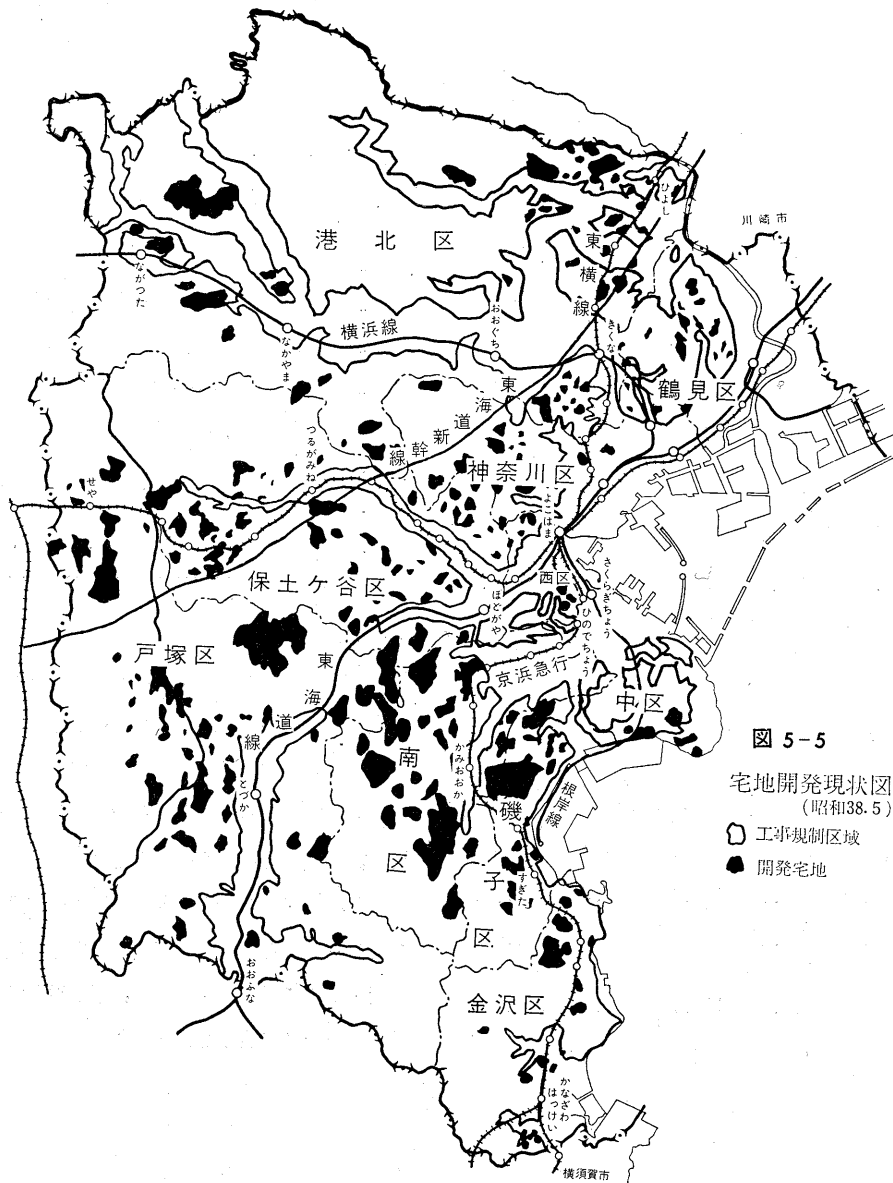 川崎市
ひよし
港北区
東横線
ながつた
横浜線
なかやま
おおぐち
きくな
鶴見区
東海道新幹線
つるがみね
神奈川区
せや
よこはま
保土ケ谷区
西区
さくらぎちょう
ほどがや
ひのでちょう
戸塚区
東海道線
京浜急行
中区
図 5-5
宅地開発現状図
(昭和38.5)
工事規制区域
開発宅地
南区
かみおおか
根岸線
とつか
磯子区
すぎた
おおふな
金沢区
かなざわ
はっけい
横須賀市